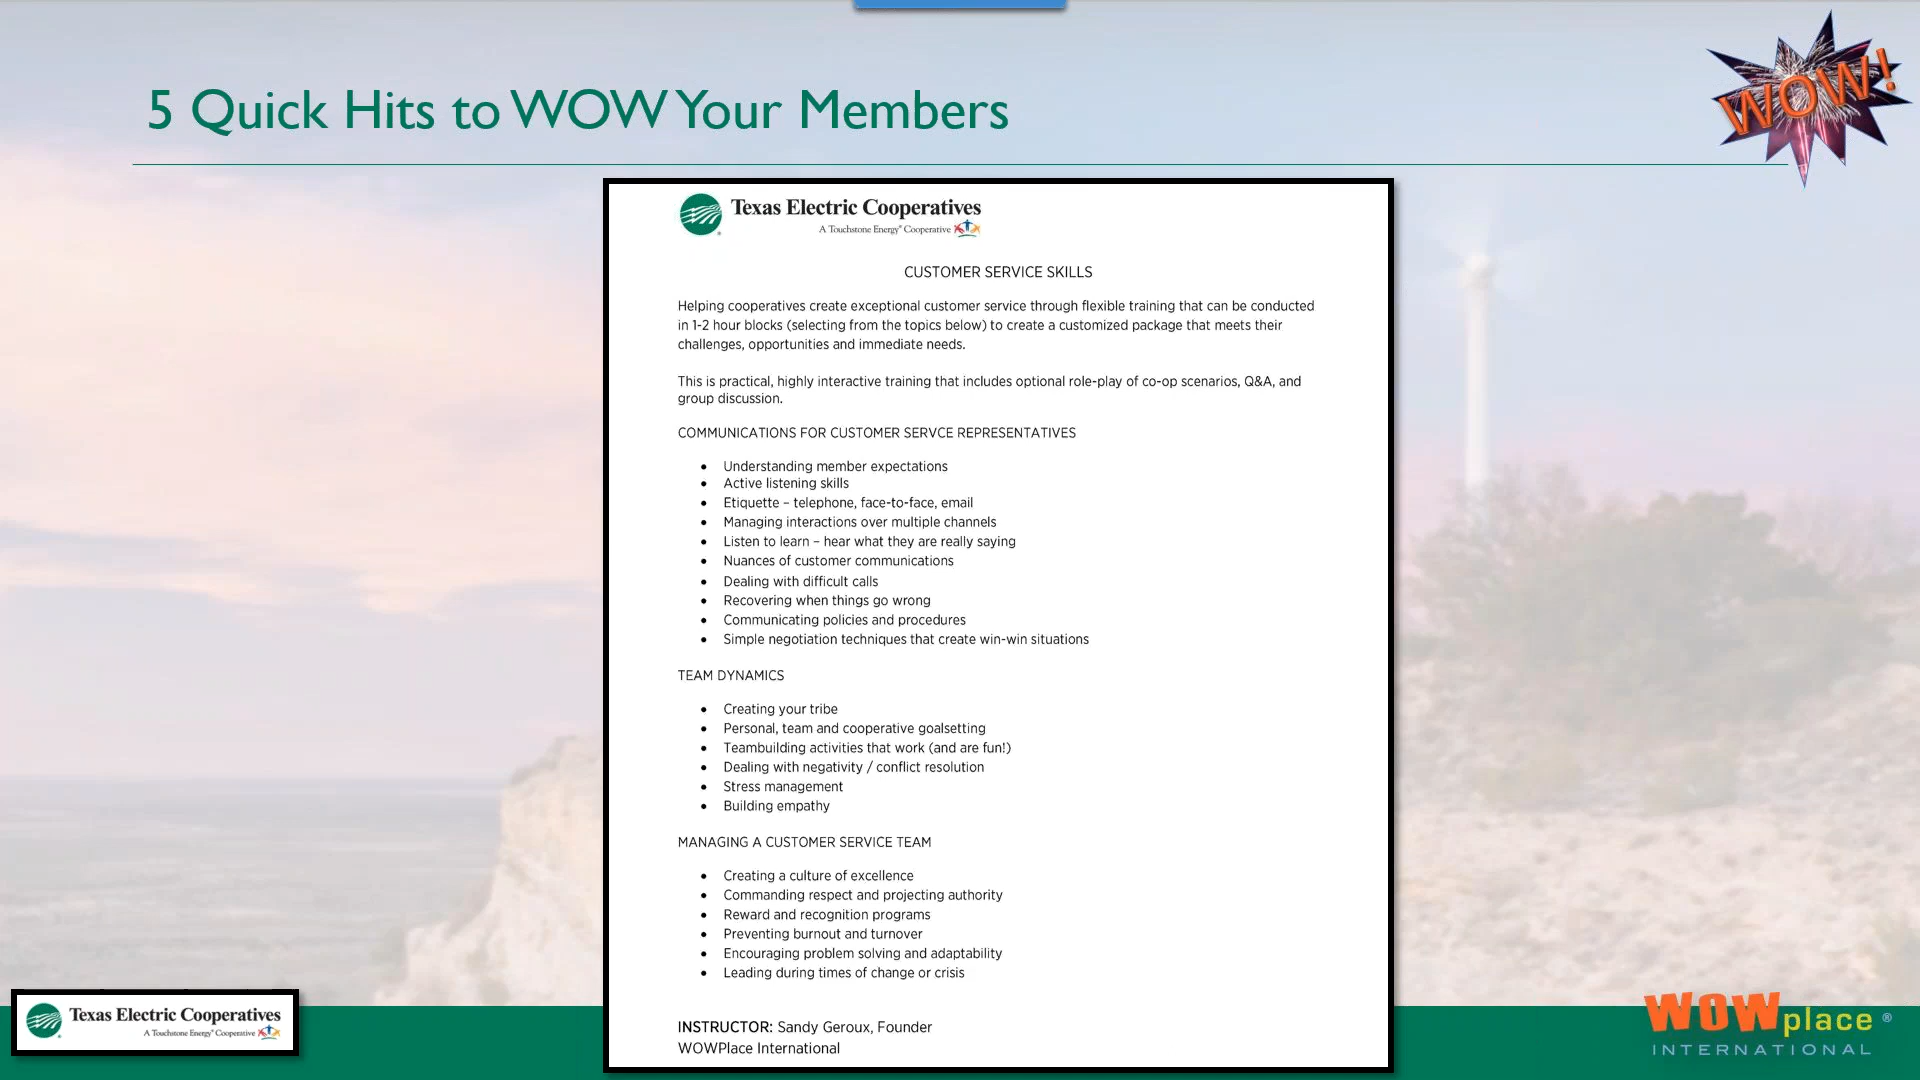 5 Quick Hits to WOW Your Members
WOW!
Texas Electric Cooperatives
A Touchstone Energy® Cooperative
CUSTOMER SERVICE SKILLS
Helping cooperatives create exceptional customer service through flexible training that can be conducted
in 1-2 hour blocks (selecting from the topics below) to create a customized package that meets their
challenges, opportunities and immediate needs.
This is practical, highly interactive training that includes optional role-play of co-op scenarios, Q&A, and
group discussion.
COMMUNICATIONS FOR CUSTOMER SERVCE REPRESENTATIVES
• Understanding member expectations
• Active listening skills
• Etiquette – telephone, face-to-face, email
• Managing interactions over multiple channels
• Listen to learn – hear what they are really saying
• Nuances of customer communications
• Dealing with difficult calls
• Recovering when things go wrong
• Communicating policies and procedures
• Simple negotiation techniques that create win-win situations
TEAM DYNAMICS
• Creating your tribe
• Personal, team and cooperative goalsetting
• Teambuilding activities that work (and are fun!)
• Dealing with negativity / conflict resolution
• Stress management
• Building empathy
MANAGING A CUSTOMER SERVICE TEAM
• Creating a culture of excellence
• Commanding respect and projecting authority
• Reward and recognition programs
• Preventing burnout and turnover
• Encouraging problem solving and adaptability
• Leading during times of change or crisis
INSTRUCTOR: Sandy Geroux, Founder
WOWPlace International
Texas Electric Cooperatives
A Touchstone Energy® Cooperative
WOWplace®
INTERNATIONAL